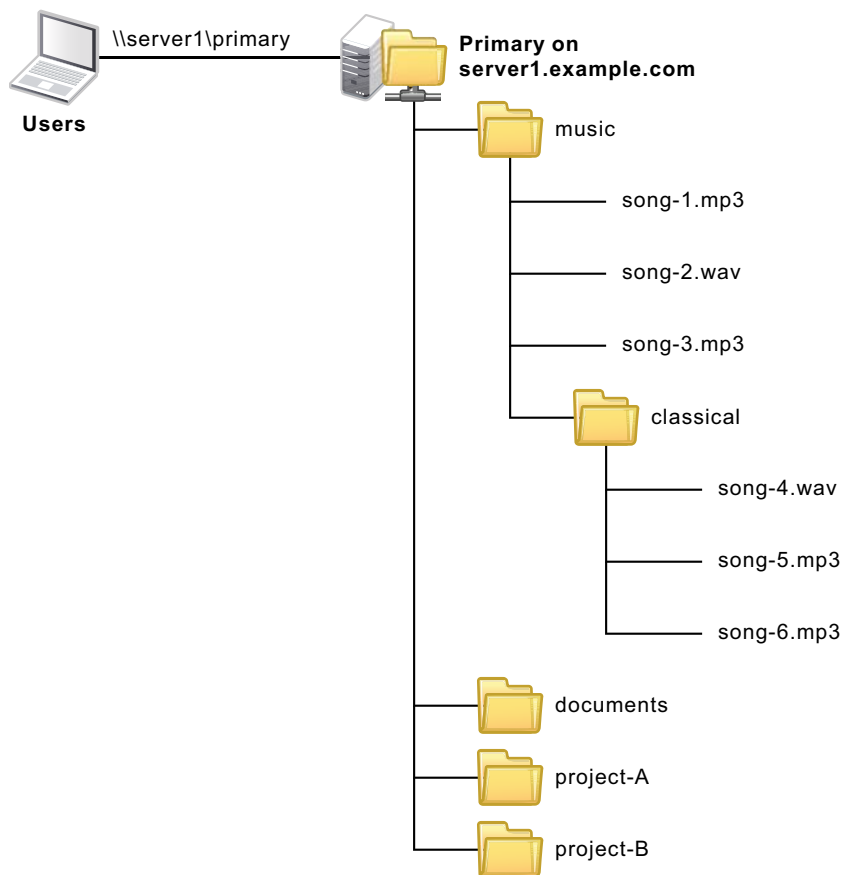 \\server1\primary
Primary on
server1.example.com
Users
music
song-1.mp3
song-2.wav
song-3.mp3
classical
song-4.wav
song-5.mp3
song-6.mp3
documents
project-A
project-B